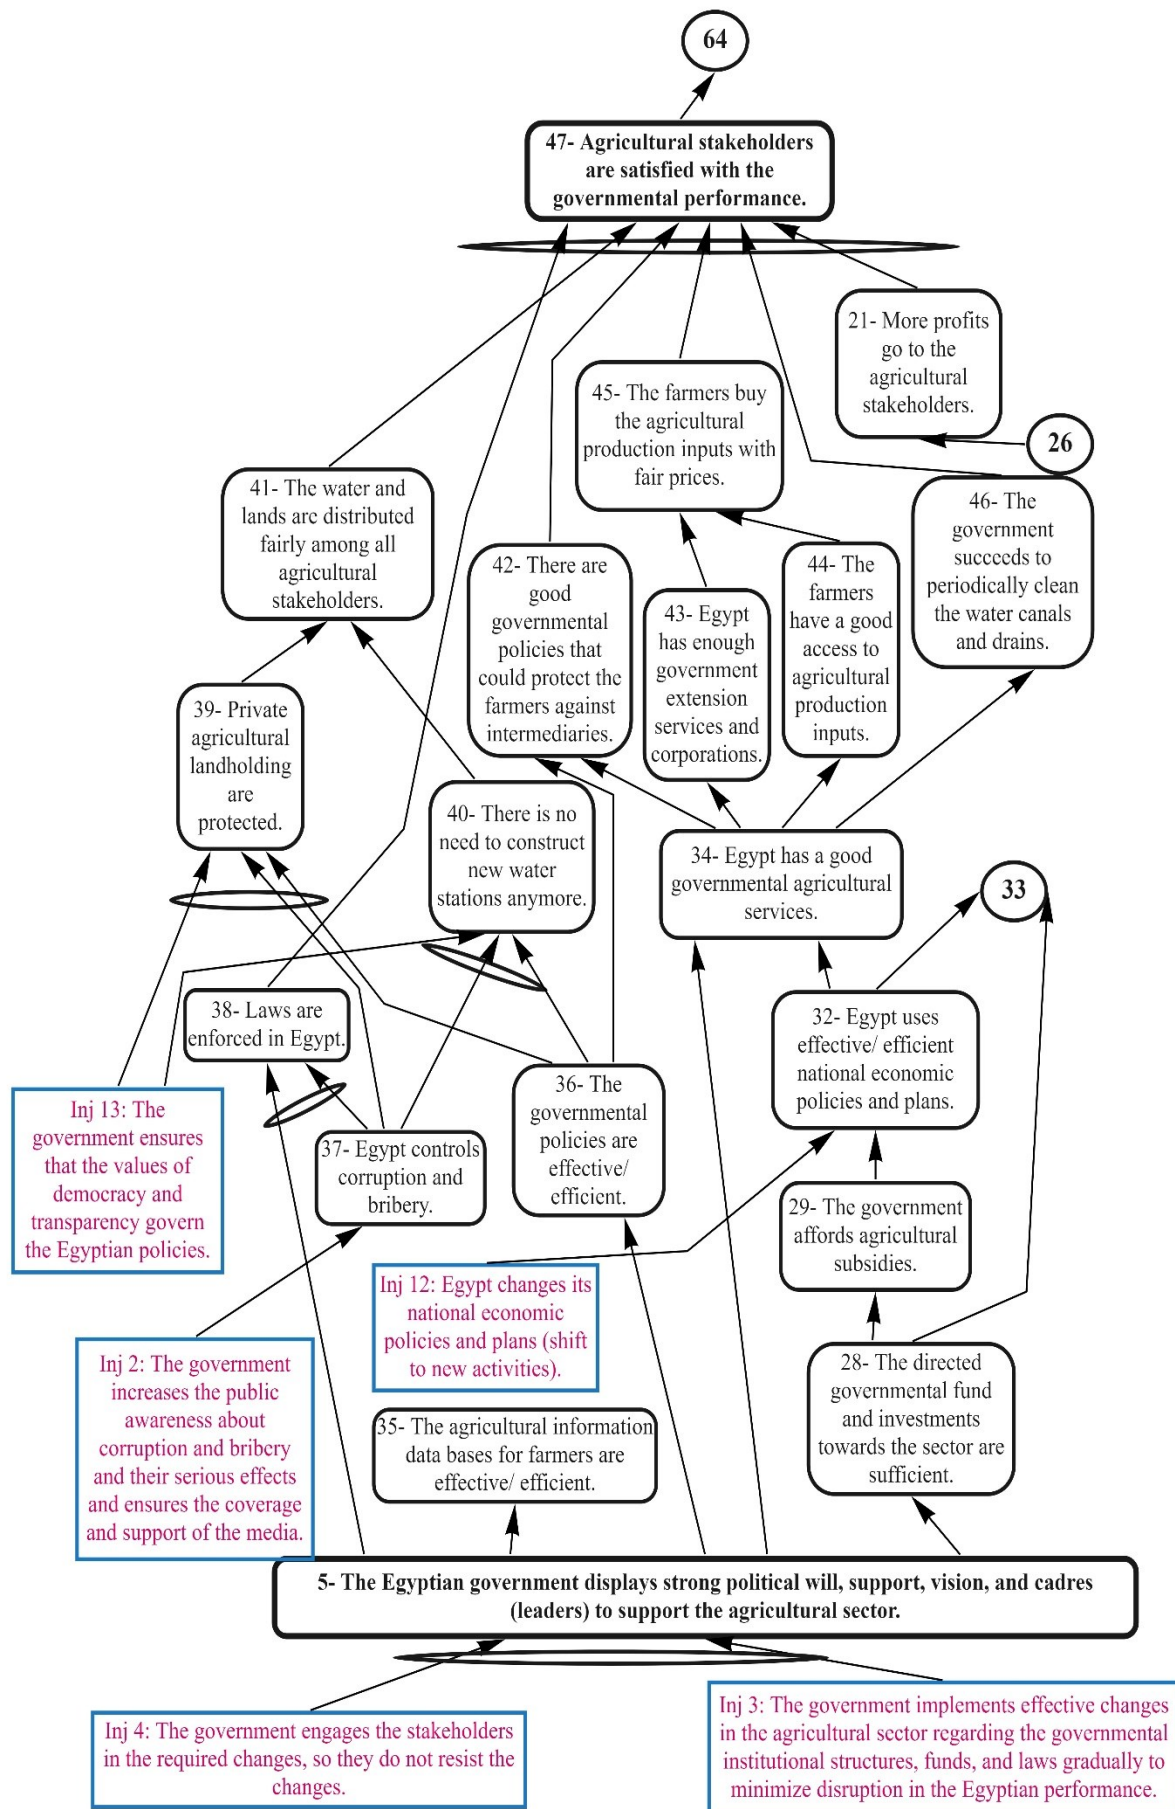 64
47- Agricultural stakeholders
are satisfied with the
governmental performance.
21- More profits
go to the
agricultural
stakeholders.
26
45- The farmers buy
the agricultural
production inputs with
fair prices.
41- The water and
lands are distributed
fairly among all
agricultural
stakeholders.
42- There are
good
governmental
policies that
could protect the
farmers against
intermediaries.
43- Egypt
has enough
government
extension
services and
corporations.
44- The
farmers
have a good
access to
agricultural
production
inputs.
46- The
government
succeeds to
periodically clean
the water canals
and drains.
39- Private
agricultural
landholding
are
protected.
40- There is no
need to construct
new water
stations anymore.
34- Egypt has a good
governmental agricultural
services.
33
38- Laws are
enforced in Egypt.
32- Egypt uses
effective/ efficient
national economic
policies and plans.
Inj 13: The
government ensures
that the values of
democracy and
transparency govern
the Egyptian policies.
37- Egypt controls
corruption and
bribery.
36- The
governmental
policies are
effective/
efficient.
29- The government
affords agricultural
subsidies.
Inj 12: Egypt changes its
national economic
policies and plans (shift
to new activities).
Inj 2: The government
increases the public
awareness about
corruption and bribery
and their serious effects
and ensures the coverage
and support of the media.
28- The directed
governmental fund
and investments
towards the sector are
sufficient.
35- The agricultural information
data bases for farmers are
effective/ efficient.
5- The Egyptian government displays strong political will, support, vision, and cadres
(leaders) to support the agricultural sector.
Inj 4: The government engages the stakeholders
in the required changes, so they do not resist the
changes.
Inj 3: The government implements effective changes
in the agricultural sector regarding the governmental
institutional structures, funds, and laws gradually to
minimize disruption in the Egyptian performance.